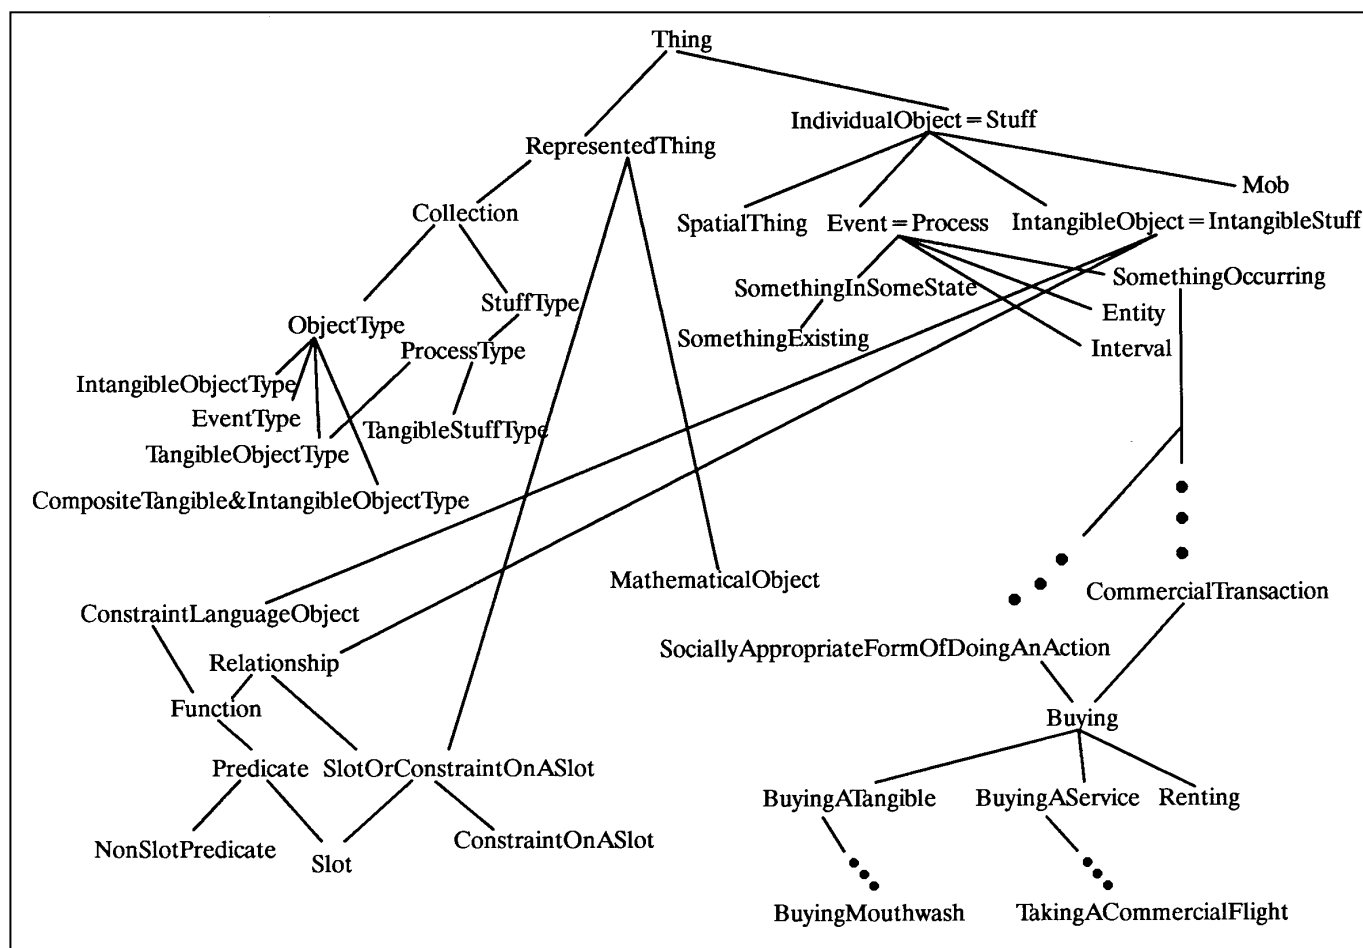 Thing
IndividualObject = Stuff
RepresentedThing
Mob
Collection
SpatialThing
Event = Process
IntangibleObject = IntangibleStuff
SomethingInSomeState
SomethingOccurring
StuffType
Entity
ObjectType
SomethingExisting
Interval
ProcessType
IntangibleObjectType
EventType
TangibleStuffType
TangibleObjectType
CompositeTangible&IntangibleObjectType
MathematicalObject
CommercialTransaction
ConstraintLanguageObject
SociallyAppropriateFormOfDoingAnAction
Relationship
Function
Buying
Predicate
SlotOrConstraintOnASlot
BuyingATangible
BuyingAService
Renting
NonSlotPredicate
Slot
ConstraintOnASlot
BuyingMouthwash
TakingACommercialFlight